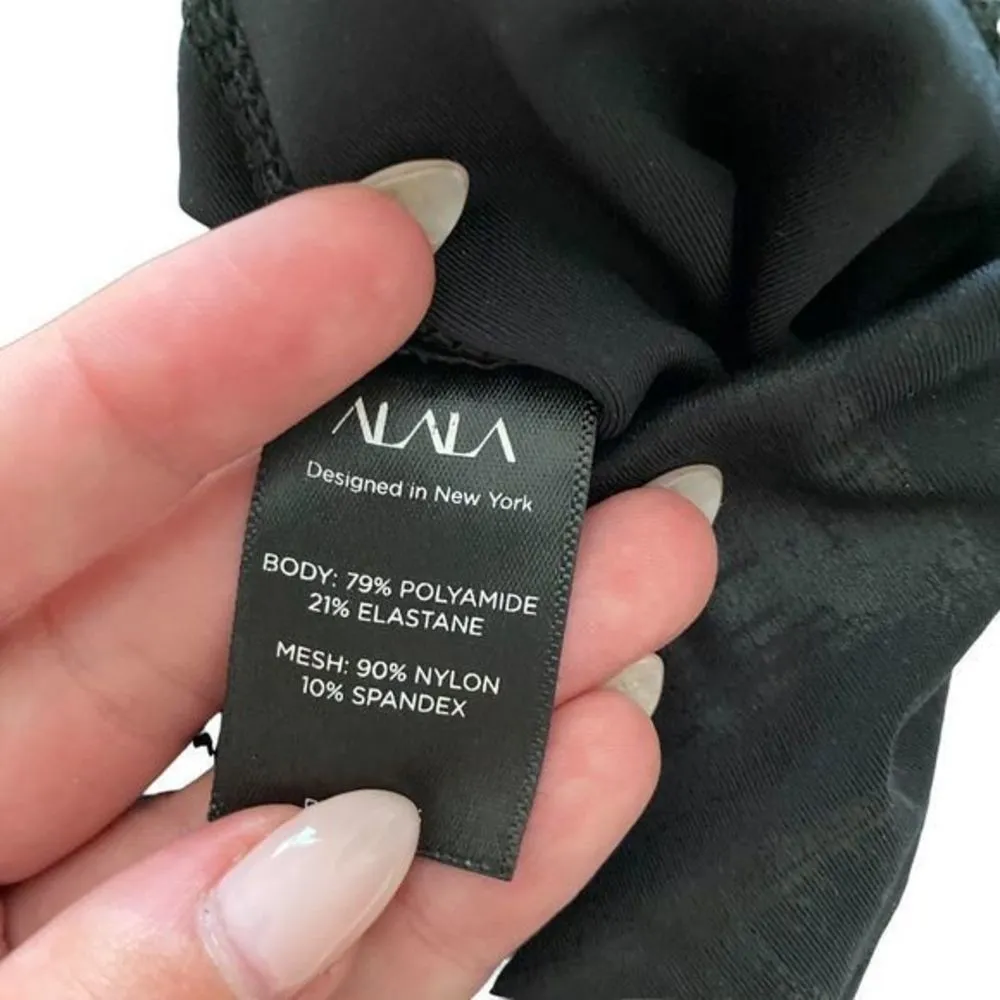 ALALA
Designed in New York
BODY: 79% POLYAMIDE
21% ELASTANE
MESH: 90% NYLON
10% SPANDEX